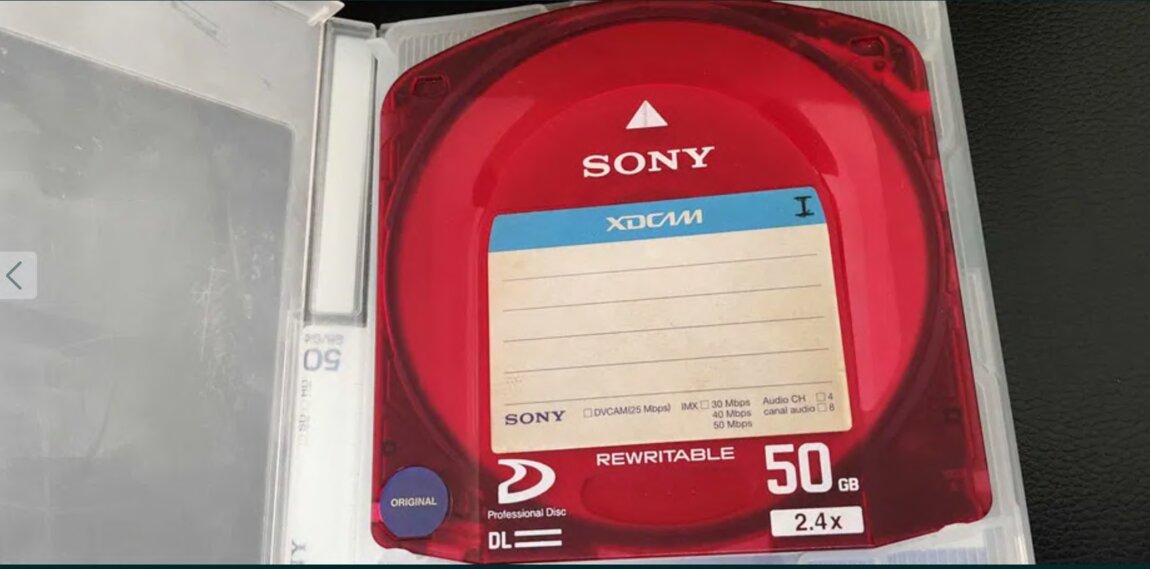 SONY
XDCAM
I
SONY
DVCAM(25 Mbps)
IMX 30 Mbps
40 Mbps
50 Mbps
Audio CH 4
canal audio 8
REWRITABLE
50 GB
2.4x
Professional Disc
DL
ORIGINAL
50